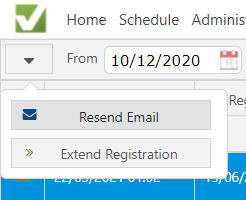 Home Schedule Adminis
From 10/12/2020
Resend Email
Extend Registration